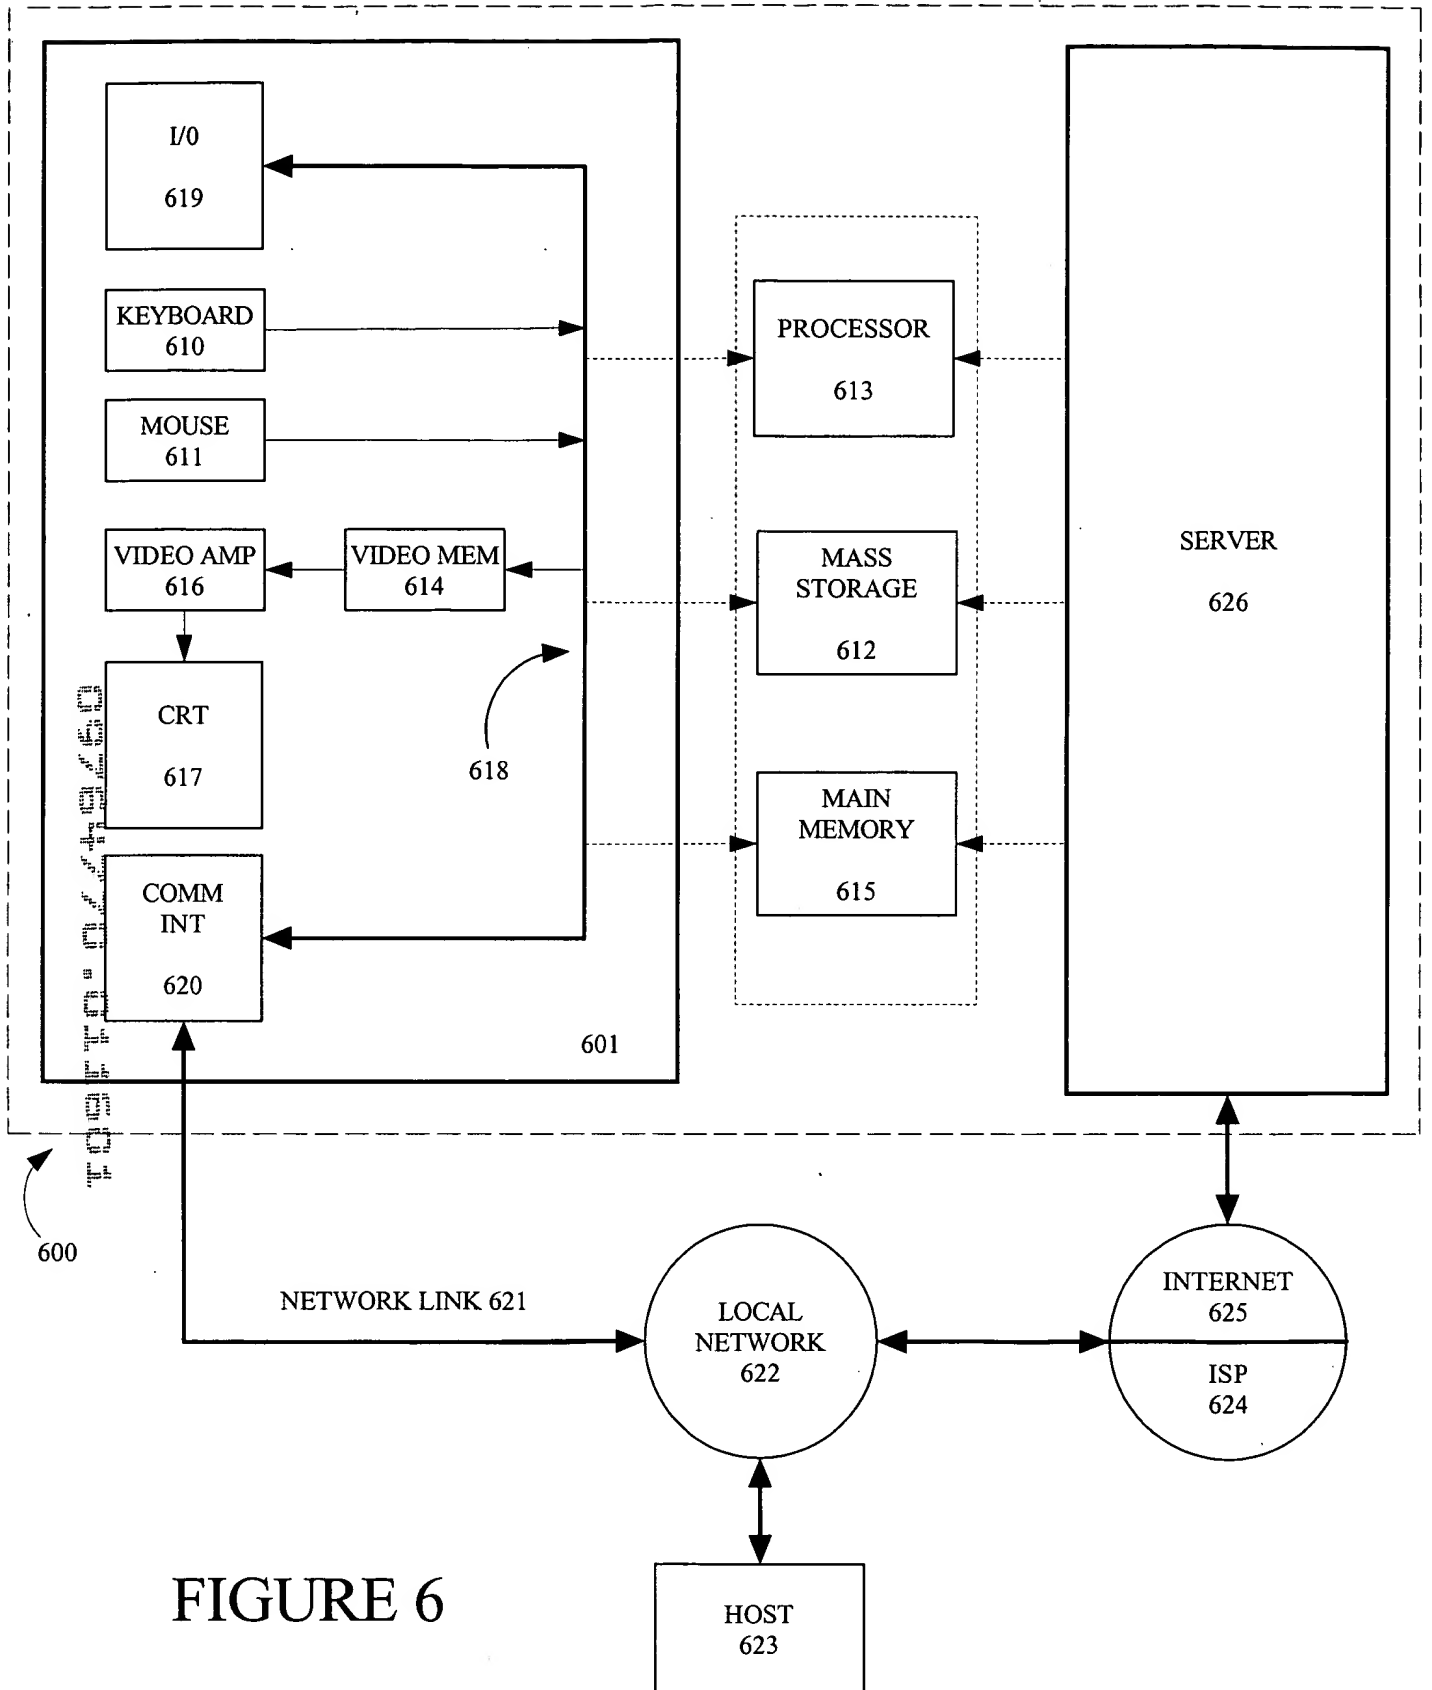 I/0
619
KEYBOARD
610
MOUSE
611
VIDEO AMP
616
VIDEO MEM
614
CRT
617
618
COMM
INT
620
601
PROCESSOR
613
MASS
STORAGE
612
MAIN
MEMORY
615
SERVER
626
600
NETWORK LINK 621
LOCAL
NETWORK
622
INTERNET
625
ISP
624
HOST
623
FIGURE 6